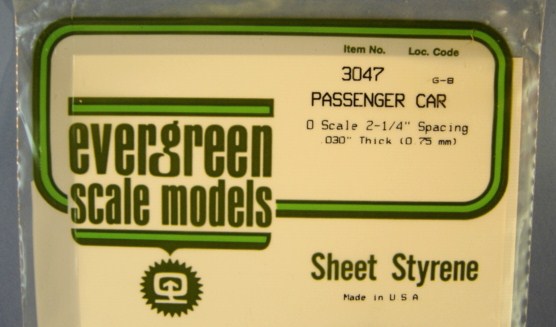 Item No. Loc. Code
3047 G-B
PASSENGER CAR
O Scale 2-1/4" Spacing
.030" Thick (0.75 mm)
evergreen
scale models
Sheet Styrene
Made in U S A